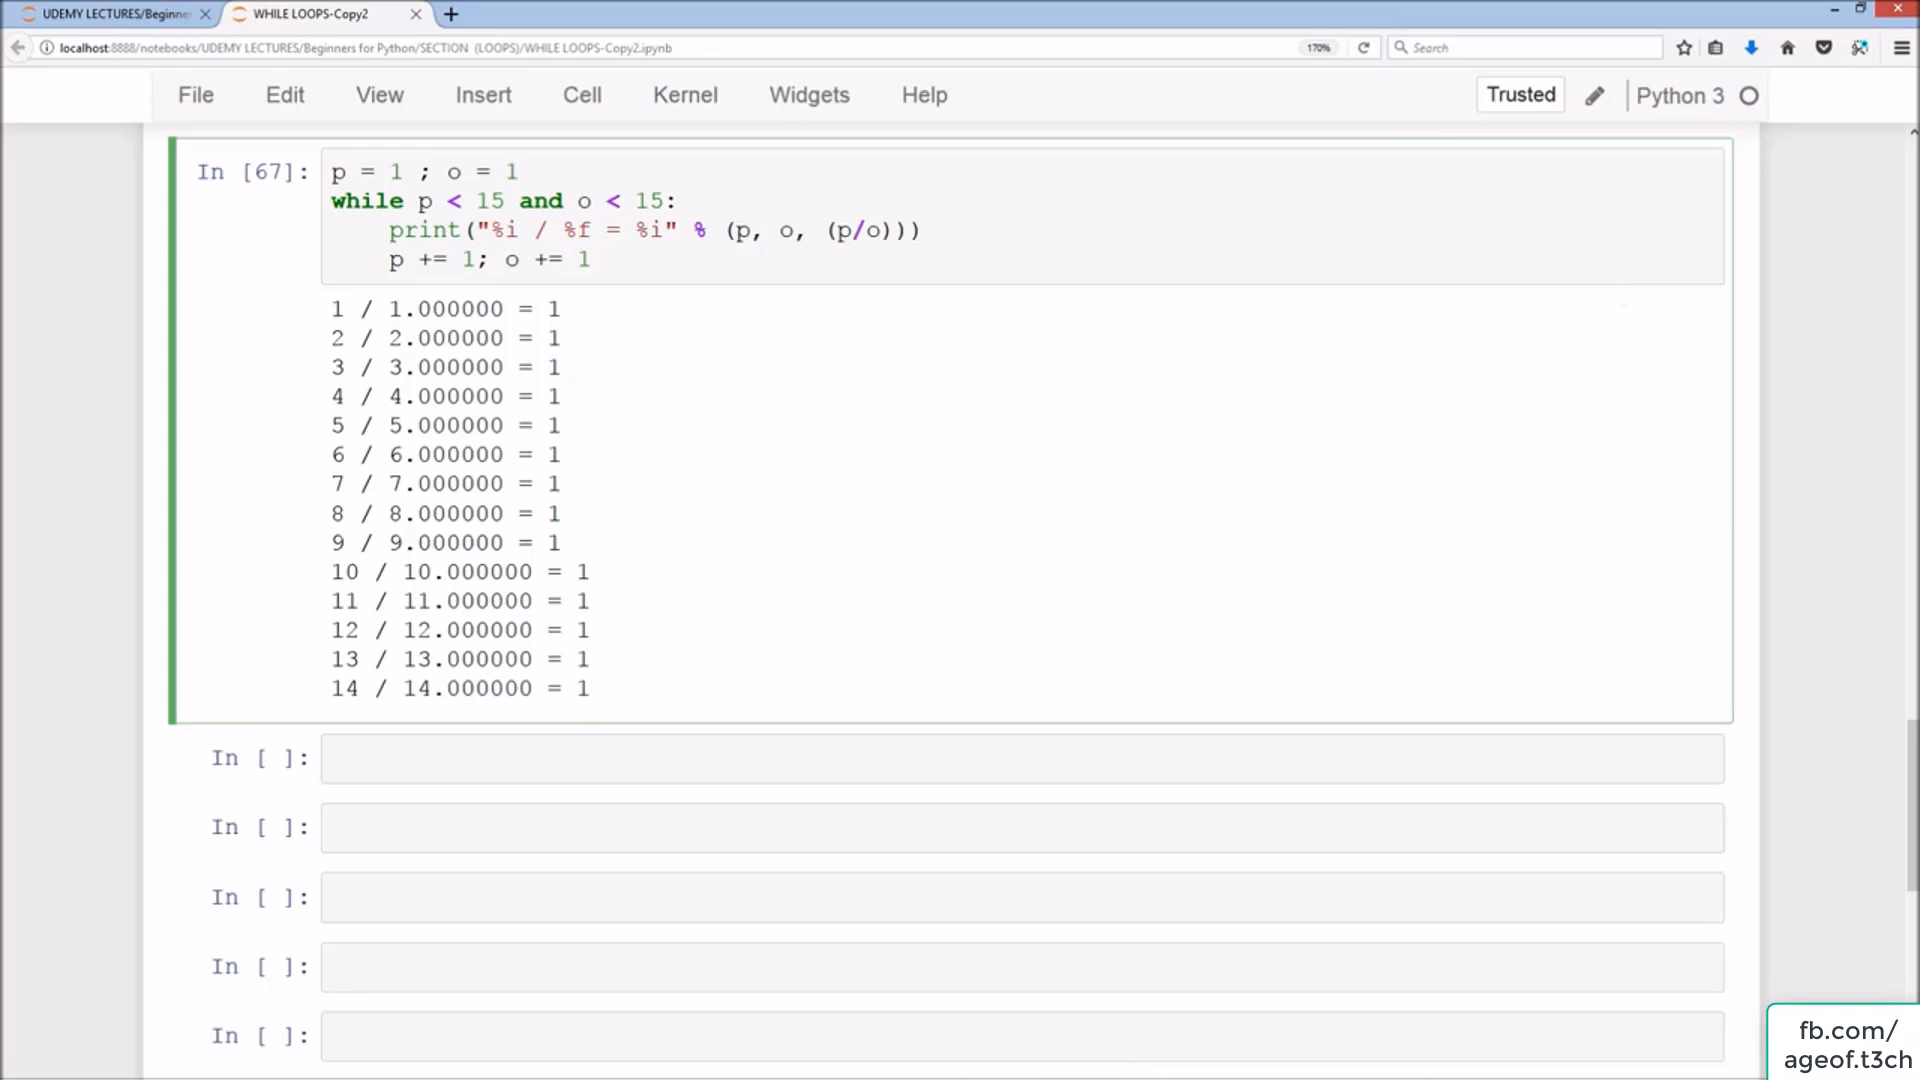 UDEMY LECTURES/Beginne
WHILE LOOPS-Copy2
localhost:8888/notebooks/UDEMY LECTURES/Beginners for Python/SECTION (LOOPS)/WHILE LOOPS-Copy2.ipynb
170%
Search
File Edit View Insert Cell Kernel Widgets Help
Trusted
Python 3
In [67]: p = 1 ; o = 1
while p < 15 and o < 15:
    print("%i / %f = %i" % (p, o, (p/o)))
    p += 1; o += 1
1 / 1.000000 = 1
2 / 2.000000 = 1
3 / 3.000000 = 1
4 / 4.000000 = 1
5 / 5.000000 = 1
6 / 6.000000 = 1
7 / 7.000000 = 1
8 / 8.000000 = 1
9 / 9.000000 = 1
10 / 10.000000 = 1
11 / 11.000000 = 1
12 / 12.000000 = 1
13 / 13.000000 = 1
14 / 14.000000 = 1
In [ ]:
In [ ]:
In [ ]:
In [ ]:
In [ ]:
fb.com/
ageof.t3ch